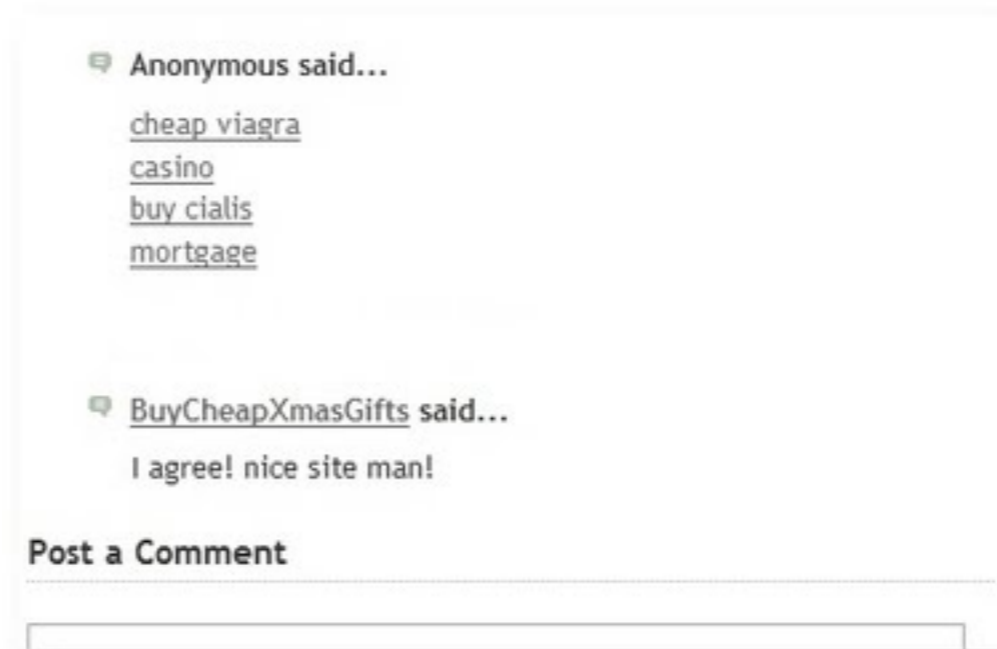 Anonymous said...
cheap viagra
casino
buy cialis
mortgage
BuyCheapXmasGifts said...
I agree! nice site man!
Post a Comment